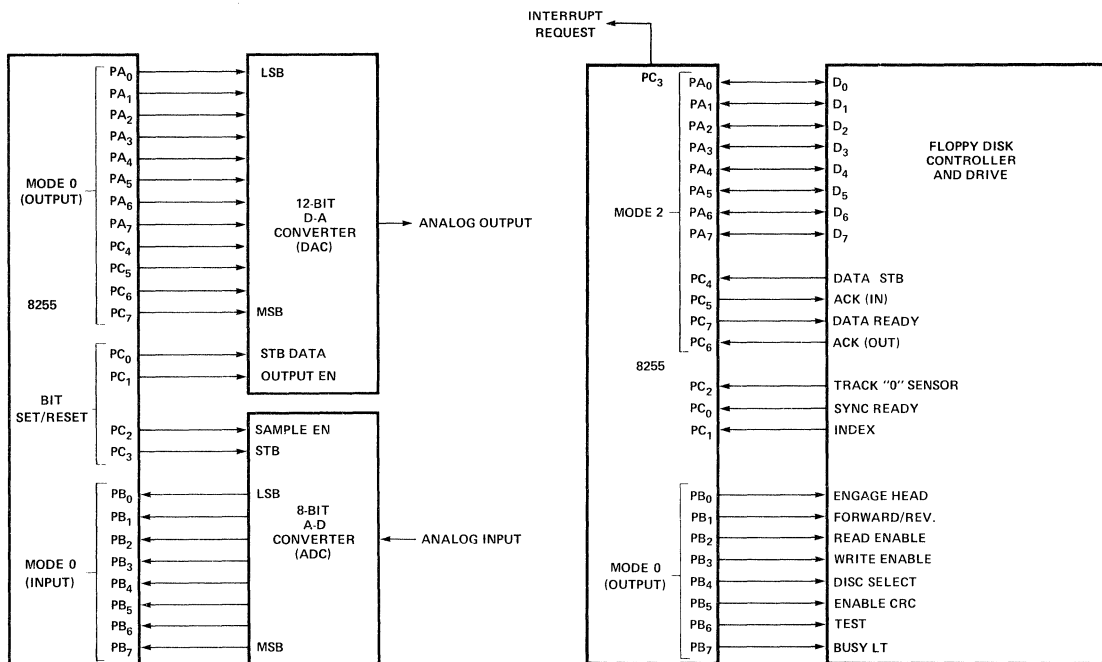 PA0 LSB
PA1
PA2
PA3
PA4
MODE 0
(OUTPUT)
PA5
PA6
PA7
PC4
PC5
PC6
PC7 MSB
12-BIT
D-A
CONVERTER
(DAC)
ANALOG OUTPUT
8255
PC0 STB DATA
PC1 OUTPUT EN
BIT
SET/RESET
PC2 SAMPLE EN
PC3 STB
PB0 LSB
PB1
PB2
PB3
MODE 0
(INPUT)
PB4
PB5
PB6
PB7 MSB
8-BIT
A-D
CONVERTER
(ADC)
ANALOG INPUT
INTERRUPT
REQUEST
PC3
PA0 D0
PA1 D1
PA2 D2
PA3 D3
PA4 D4
PA5 D5
PA6 D6
PA7 D7
MODE 2
FLOPPY DISK
CONTROLLER
AND DRIVE
PC4 DATA STB
PC5 ACK (IN)
PC7 DATA READY
PC6 ACK (OUT)
8255
PC2 TRACK "0" SENSOR
PC0 SYNC READY
PC1 INDEX
PB0 ENGAGE HEAD
PB1 FORWARD/REV.
PB2 READ ENABLE
PB3 WRITE ENABLE
MODE 0
(OUTPUT)
PB4 DISC SELECT
PB5 ENABLE CRC
PB6 TEST
PB7 BUSY LT